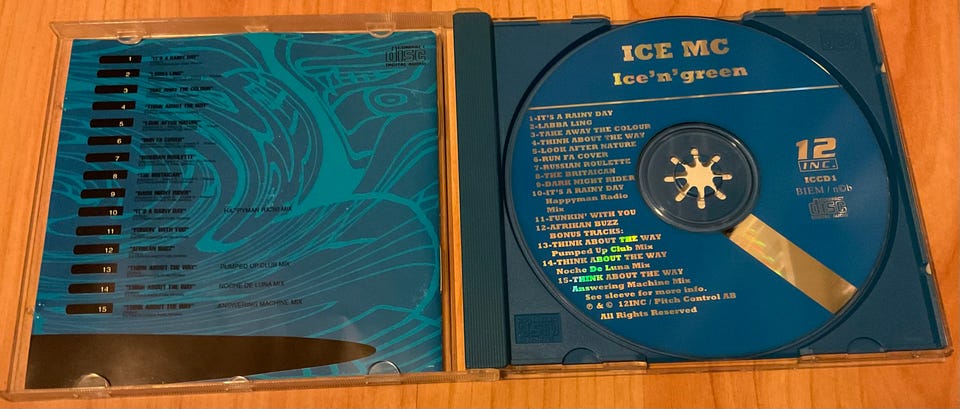 COMPACT
disc
DIGITAL AUDIO
1 "IT'S A RAINY DAY"
2 "LABBA LING"
3 "TAKE AWAY THE COLOUR"
4 "THINK ABOUT THE WAY"
5 "LOOK AFTER NATURE"
6 "RUN FA COVER"
7 "RUSSIAN ROULETTE"
8 "THE BRITAICAN"
9 "DARK NIGHT RIDER"
10 "IT'S A RAINY DAY" HAPPYMAN RADIO MIX
11 "FUNKIN' WITH YOU"
12 "AFRIKAN BUZZ"
13 "THINK ABOUT THE WAY" PUMPED UP CLUB MIX
14 "THINK ABOUT THE WAY" NOCHE DE LUNA MIX
15 "THINK ABOUT THE WAY" ANSWERING MACHINE MIX
ICE MC
Ice'n'green
1-IT'S A RAINY DAY
2-LABBA LING
3-TAKE AWAY THE COLOUR
4-THINK ABOUT THE WAY
5-LOOK AFTER NATURE
6-RUN FA COVER
7-RUSSIAN ROULETTE
8-THE BRITAICAN
9-DARK NIGHT RIDER
10-IT'S A RAINY DAY
Happyman Radio
Mix
11-FUNKIN' WITH YOU
12-AFRIKAN BUZZ
BONUS TRACKS:
13-THINK ABOUT THE WAY
Pumped Up Club Mix
14-THINK ABOUT THE WAY
Noche De Luna Mix
15-THINK ABOUT THE WAY
Answering Machine Mix
See sleeve for more info.
℗ & © 12INC / Pitch Control AB
All Rights Reserved
12
INC.
ICCD1
BIEM / n©b
COMPACT
disc
DIGITAL AUDIO